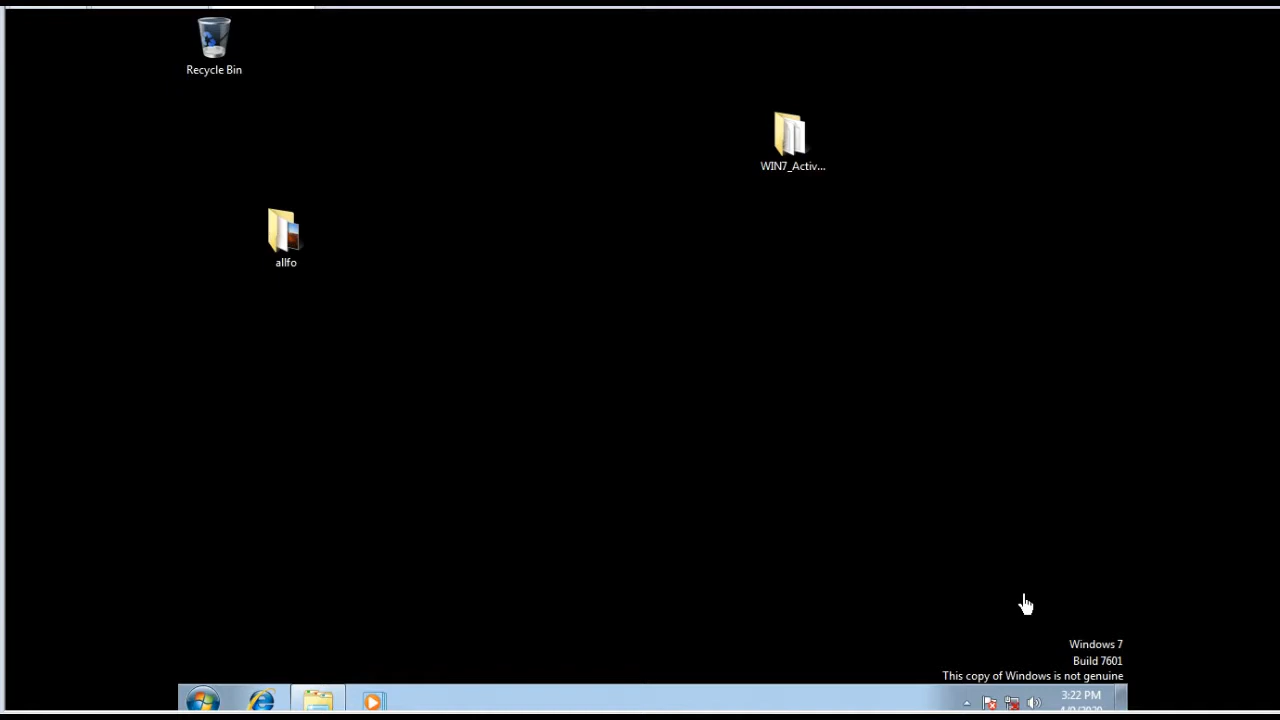 Recycle Bin
WIN7_Activ...
allfo
Windows 7
Build 7601
This copy of Windows is not genuine
3:22 PM